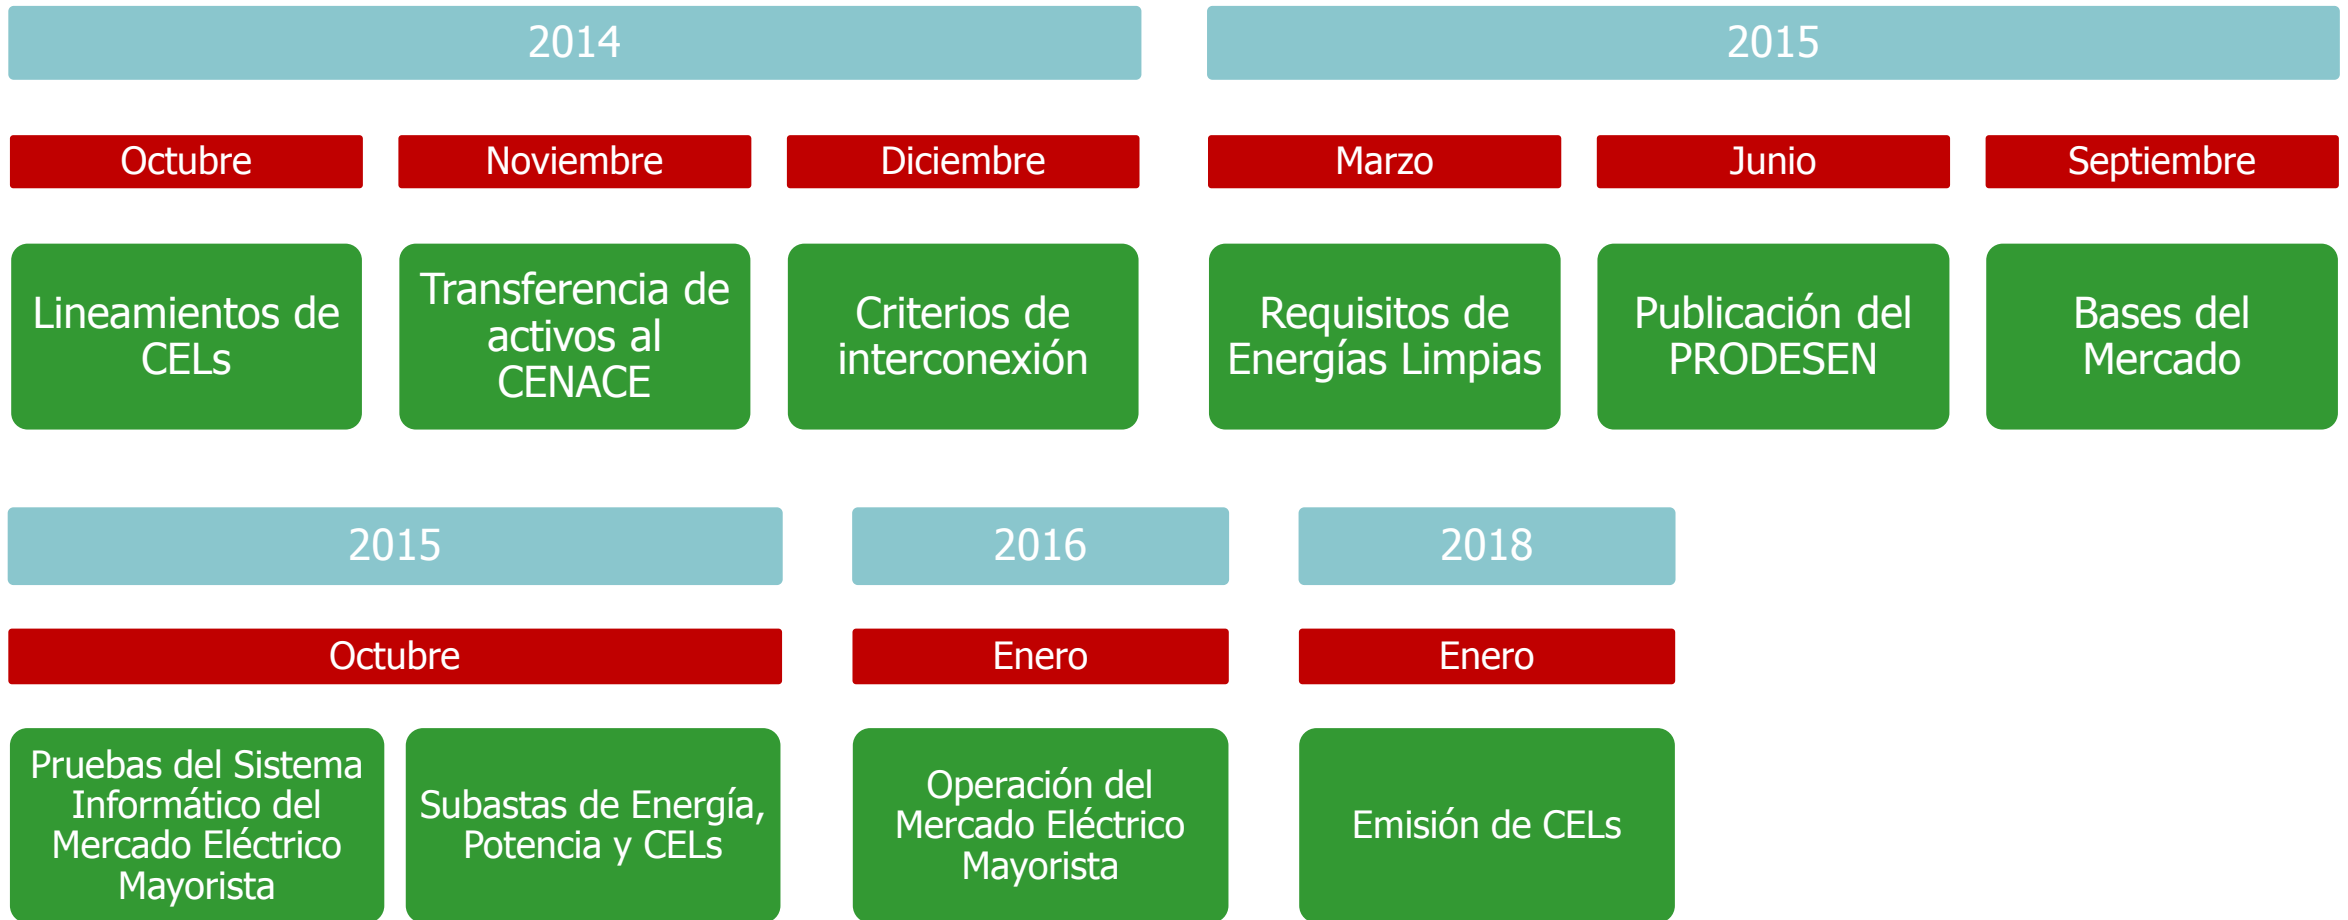 2014
2015
Octubre
Noviembre
Diciembre
Marzo
Junio
Septiembre
Lineamientos de
CELs
Transferencia de
activos al
CENACE
Criterios de
interconexión
Requisitos de
Energías Limpias
Publicación del
PRODESEN
Bases del
Mercado
2015
2016
2018
Octubre
Enero
Enero
Pruebas del Sistema
Informático del
Mercado Eléctrico
Mayorista
Subastas de Energía,
Potencia y CELs
Operación del
Mercado Eléctrico
Mayorista
Emisión de CELs